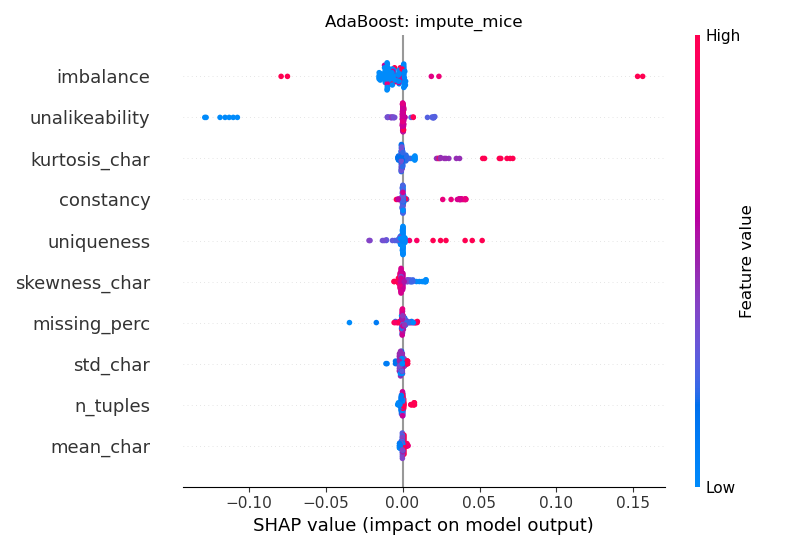 AdaBoost: impute_mice
High
imbalance
unalikeability
kurtosis_char
constancy
uniqueness
skewness_char
missing_perc
std_char
n_tuples
mean_char
Feature value
Low
−0.10 −0.05 0.00 0.05 0.10 0.15
SHAP value (impact on model output)